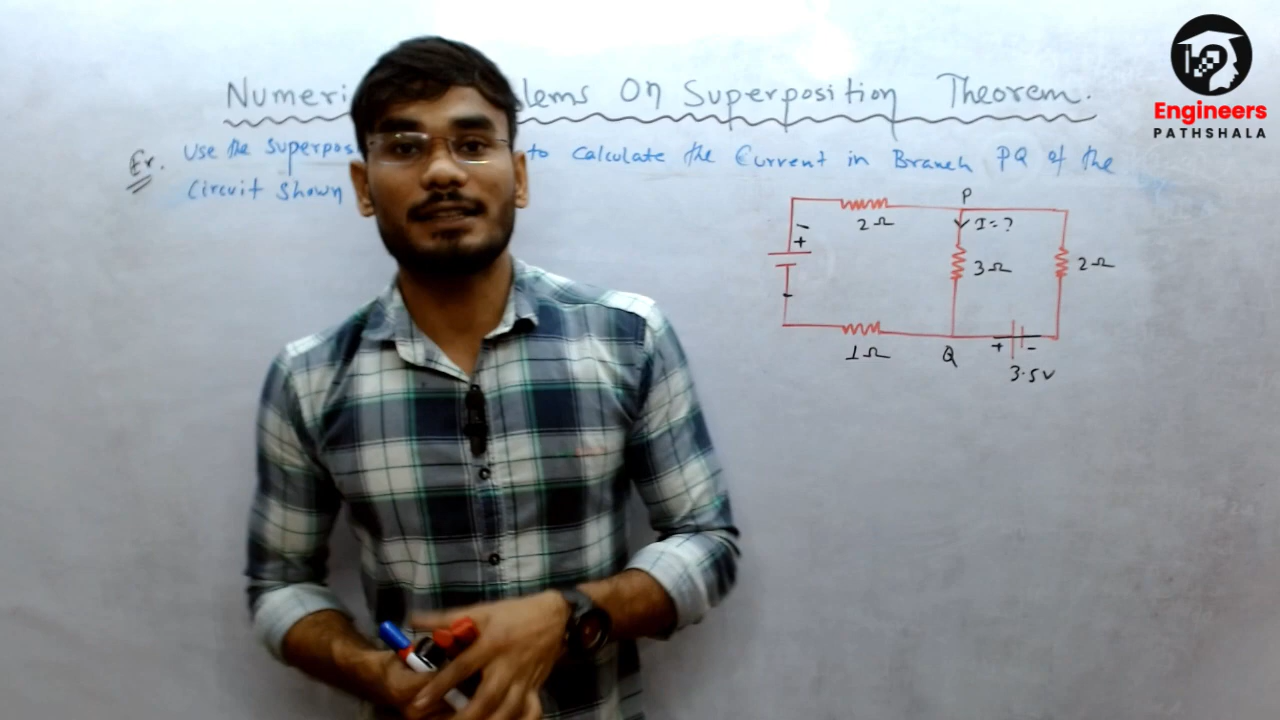 Numeri blems On Superposition Theorem.
Ex. Use the superpos to calculate the Current in Branch PQ of the
Circuit Shown
P
2Ω
I=?
+
-
3Ω
2Ω
-
1Ω
Q
+
-
3.5V
Engineers
PATHSHALA